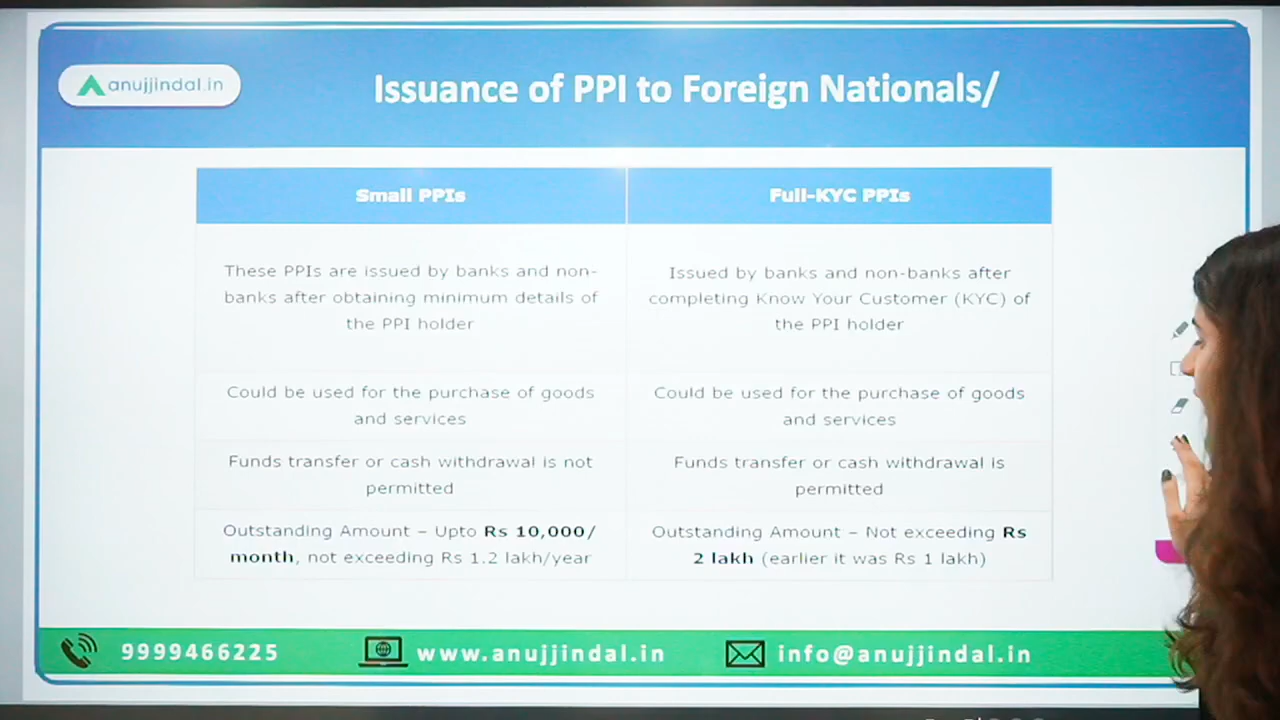 anujjindal.in
Issuance of PPI to Foreign Nationals/
Small PPIs
Full-KYC PPIs
These PPIs are issued by banks and non-
banks after obtaining minimum details of
the PPI holder
Issued by banks and non-banks after
completing Know Your Customer (KYC) of
the PPI holder
Could be used for the purchase of goods
and services
Could be used for the purchase of goods
and services
Funds transfer or cash withdrawal is not
permitted
Funds transfer or cash withdrawal is
permitted
Outstanding Amount – Upto Rs 10,000/
month, not exceeding Rs 1.2 lakh/year
Outstanding Amount – Not exceeding Rs
2 lakh (earlier it was Rs 1 lakh)
9999466225
www.anujjindal.in
info@anujjindal.in